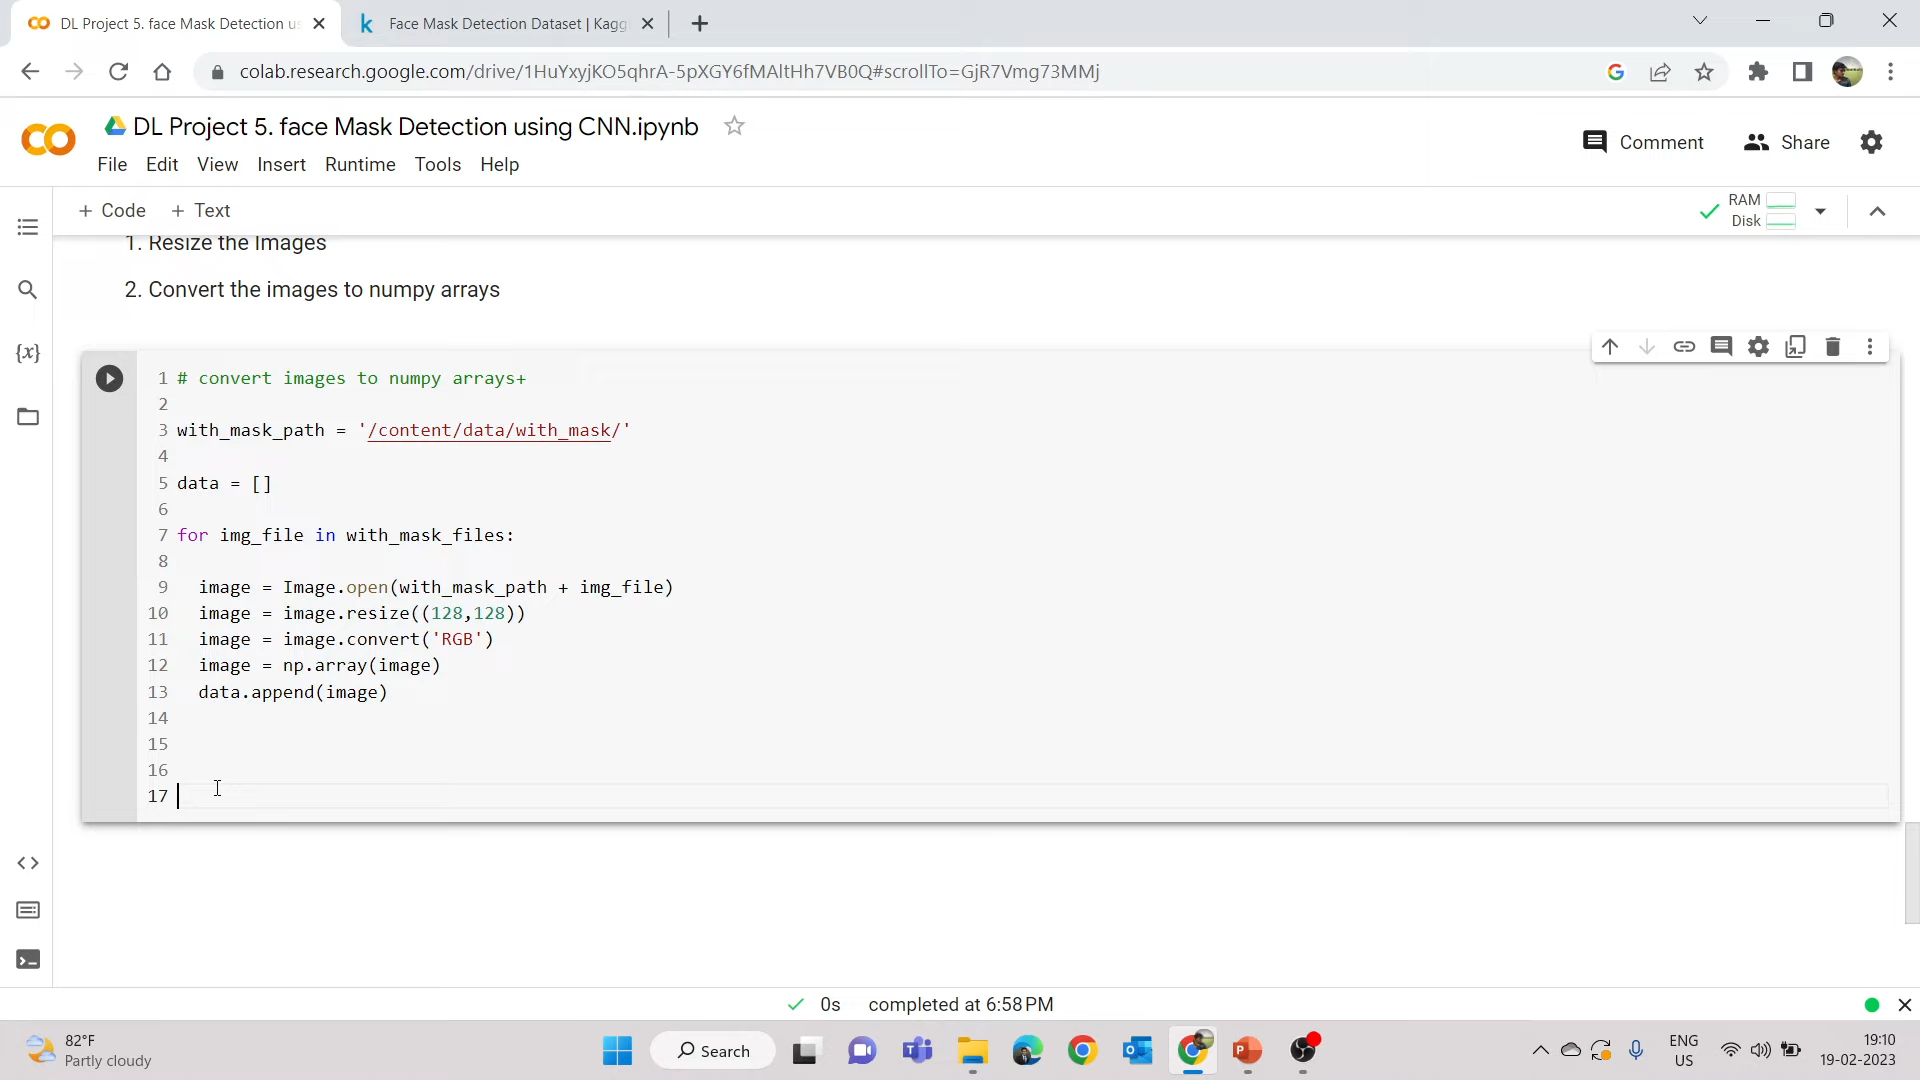 DL Project 5. face Mask Detection us
Face Mask Detection Dataset | Kagg
colab.research.google.com/drive/1HuYxyjKO5qhrA-5pXGY6fMAltHh7VB0Q#scrollTo=GjR7Vmg73MMj
DL Project 5. face Mask Detection using CNN.ipynb
Comment
Share
File Edit View Insert Runtime Tools Help
+ Code + Text
RAM
Disk
1. Resize the Images
2. Convert the images to numpy arrays
{x}
1 # convert images to numpy arrays+
2
3 with_mask_path = '/content/data/with_mask/'
4
5 data = []
6
7 for img_file in with_mask_files:
8
9 image = Image.open(with_mask_path + img_file)
10 image = image.resize((128,128))
11 image = image.convert('RGB')
12 image = np.array(image)
13 data.append(image)
14
15
16
17
0s completed at 6:58 PM
82°F
Partly cloudy
Search
ENG
US
19:10
19-02-2023